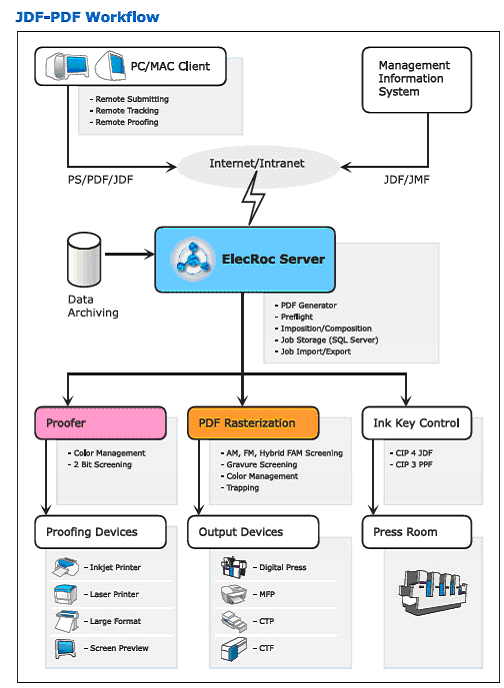 JDF-PDF Workflow
PC/MAC Client
- Remote Submitting
- Remote Tracking
- Remote Proofing
Management
Information
System
Internet/Intranet
PS/PDF/JDF
JDF/JMF
ElecRoc Server
Data
Archiving
- PDF Generator
- Preflight
- Imposition/Composition
- Job Storage (SQL Server)
- Job Import/Export
Proofer
- Color Management
- 2 Bit Screening
PDF Rasterization
- AM, FM, Hybrid FAM Screening
- Gravure Screening
- Color Management
- Trapping
Ink Key Control
- CIP 4 JDF
- CIP 3 PPF
Proofing Devices
- Inkjet Printer
- Laser Printer
- Large Format
- Screen Preview
Output Devices
- Digital Press
- MFP
- CTP
- CTF
Press Room